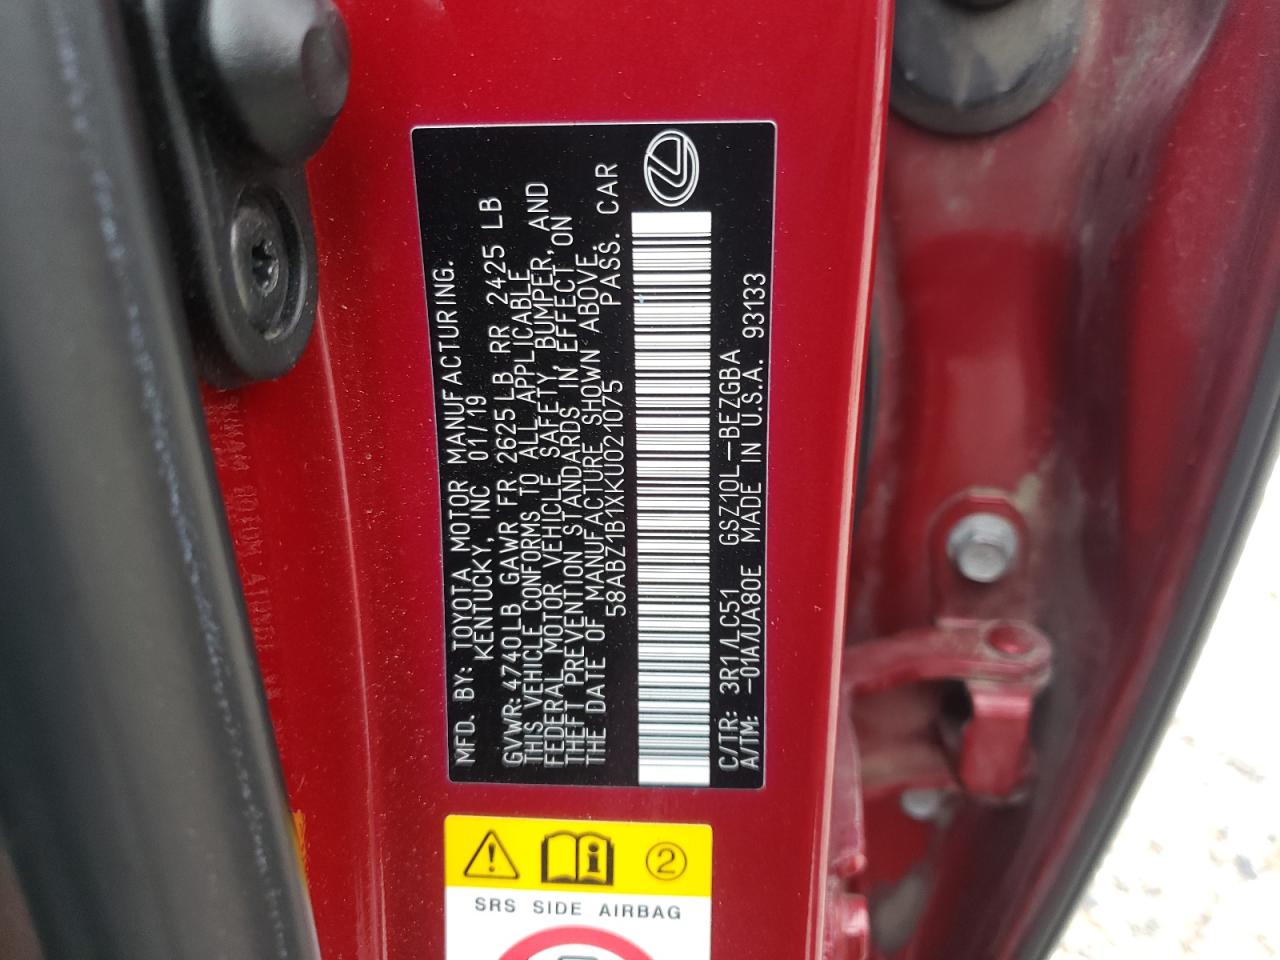 MFD. BY: TOYOTA MOTOR MANUFACTURING.
KENTUCKY, INC 01/19
GVWR: 4740LB GAWR FR 2625LB RR 2425 LB
THIS VEHICLE CONFORMS TO ALL APPLICABLE
FEDERAL MOTOR VEHICLE SAFETY, BUMPER, AND
THEFT PREVENTION STANDARDS IN EFFECT ON
THE DATE OF MANUFACTURE SHOWN ABOVE.
58ABZ1B1XKU021075 PASS. CAR
C/TR: 3R1/LC51 GSZ10L-BEZGBA
A/TM: -01A/UA80E MADE IN U.S.A. 93133
2
SRS SIDE AIRBAG